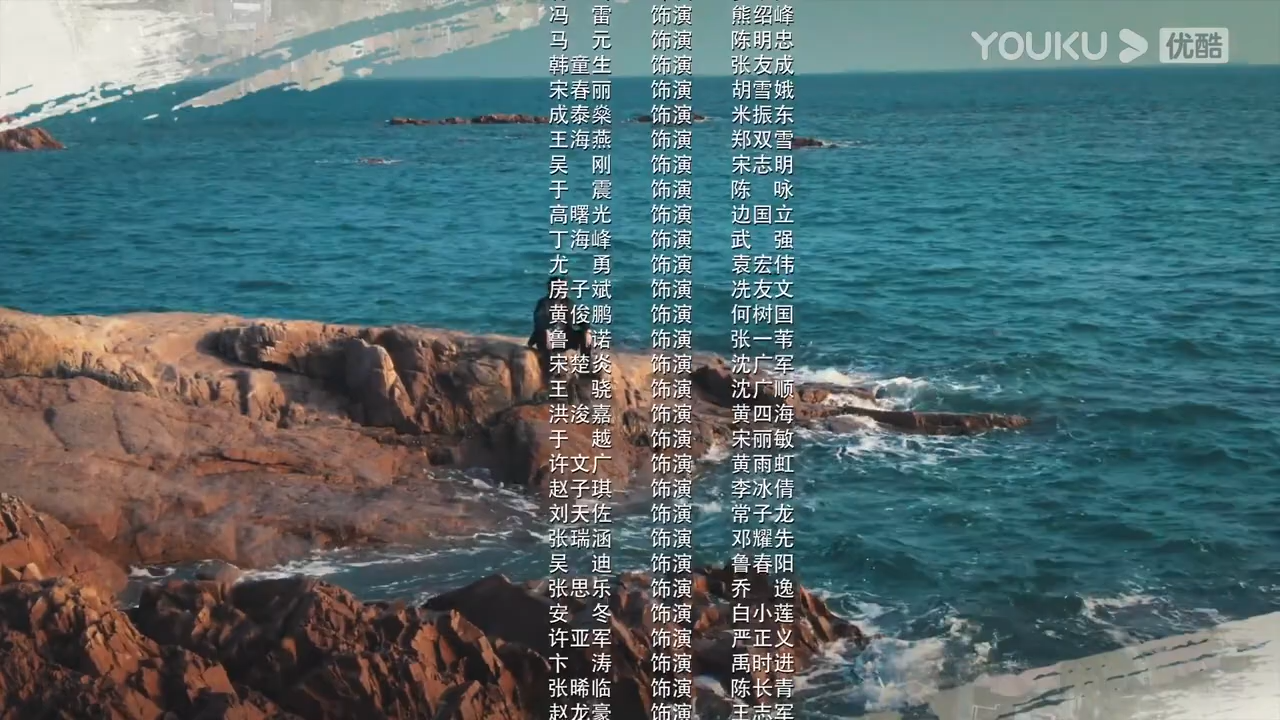 YOUKU 优酷
冯 雷 饰演 熊绍峰
马 元 饰演 陈明忠
韩童生 饰演 张友成
宋春丽 饰演 胡雪娥
成泰燊 饰演 米振东
王海燕 饰演 郑双雪
吴 刚 饰演 宋志明
于 震 饰演 陈 咏
高曙光 饰演 边国立
丁海峰 饰演 武 强
尤 勇 饰演 袁宏伟
房子斌 饰演 冼友文
黄俊鹏 饰演 何树国
鲁 诺 饰演 张一苇
宋楚炎 饰演 沈广军
王 骁 饰演 沈广顺
洪浚嘉 饰演 黄四海
于 越 饰演 宋丽敏
许文广 饰演 黄雨虹
赵子琪 饰演 李冰倩
刘天佐 饰演 常子龙
张瑞涵 饰演 邓耀先
吴 迪 饰演 鲁春阳
张思乐 饰演 乔 逸
安 冬 饰演 白小莲
许亚军 饰演 严正义
卞 涛 饰演 禹时进
张晞临 饰演 陈长青
赵龙豪 饰演 王志军